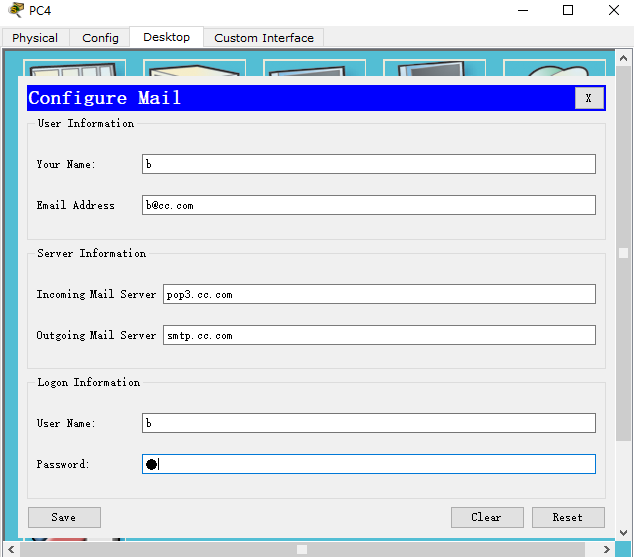 PC4
Physical Config Desktop Custom Interface
Configure Mail X
User Information
Your Name: b
Email Address b@cc.com
Server Information
Incoming Mail Server pop3.cc.com
Outgoing Mail Server smtp.cc.com
Logon Information
User Name: b
Password: ●
Save Clear Reset